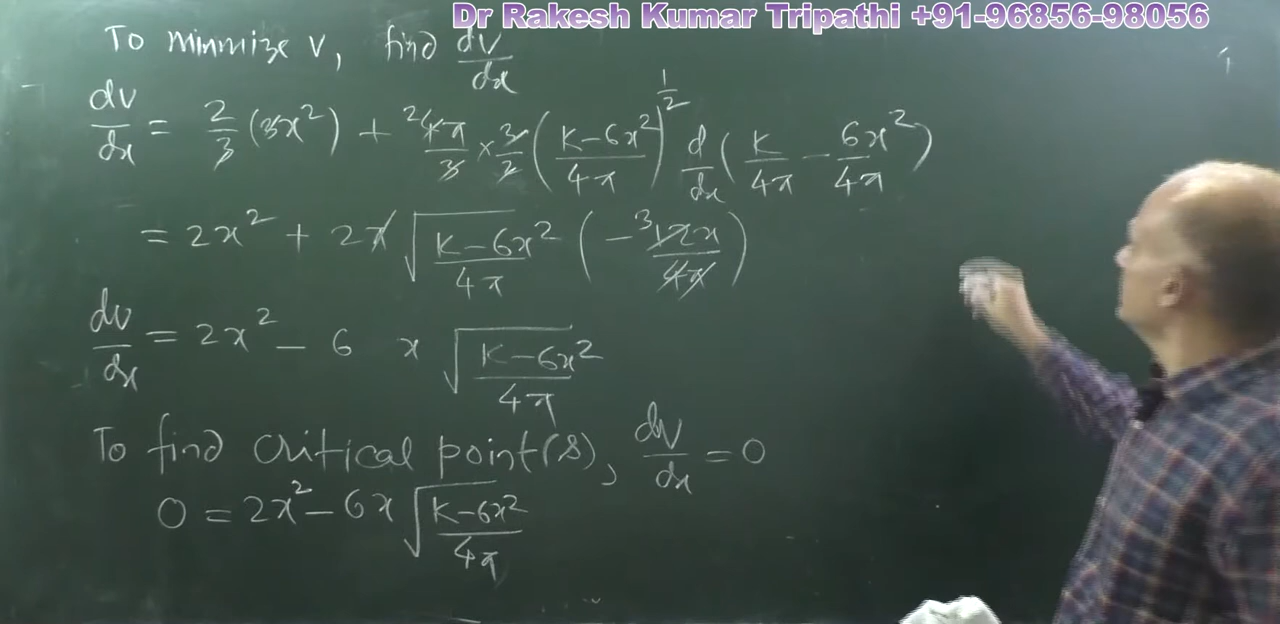 Dr Rakesh Kumar Tripathi +91-96856-98056
To minimize V, find dv/dx
dv/dx = 2/3 (3x²) + 4π/3 × 3/2 ((K-6x²)/4π)^(1/2) d/dx (K/4π - 6x²/4π)
= 2x² + 2π √((K-6x²)/4π) (-12x/4π)
dv/dx = 2x² - 6 x √((K-6x²)/4π)
To find critical point(s), dv/dx = 0
0 = 2x² - 6x √((K-6x²)/4π)